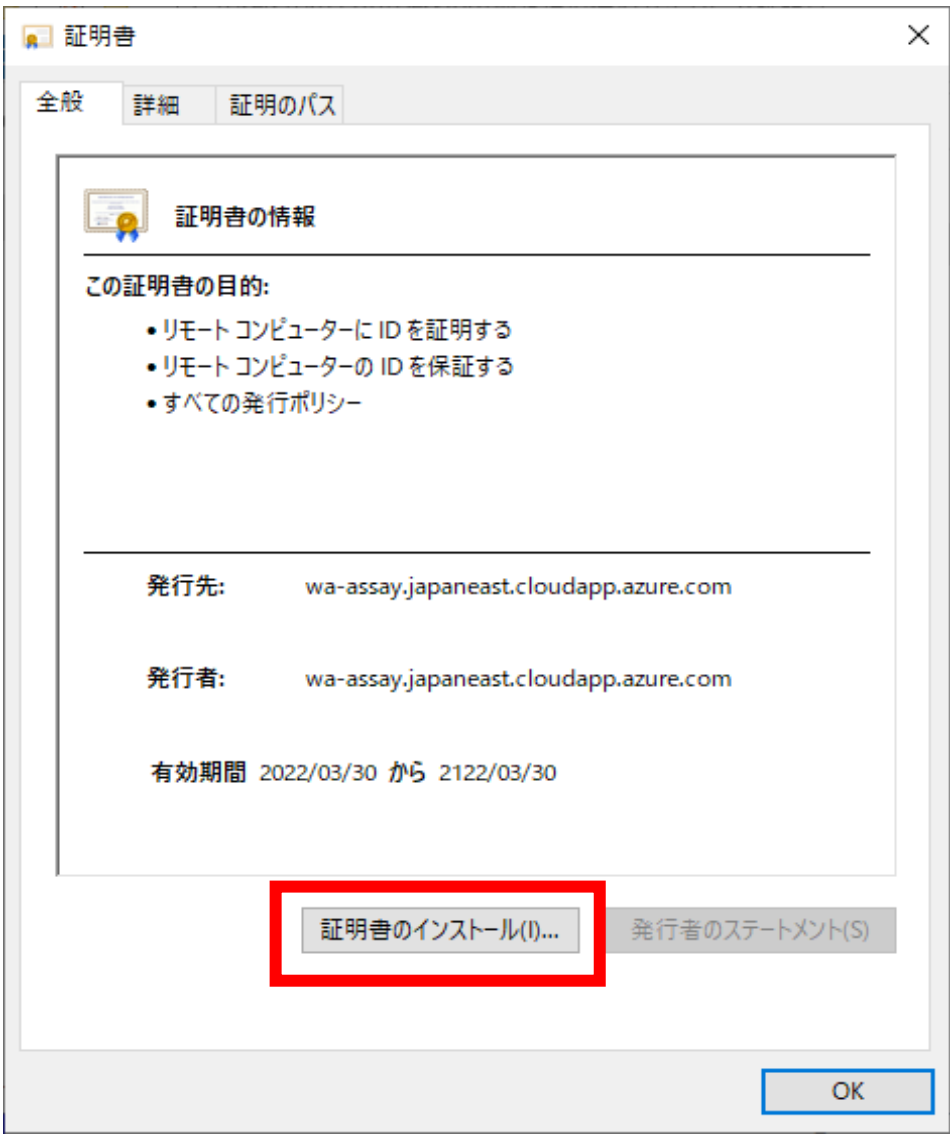 証明書
全般 詳細 証明のパス
証明書の情報
この証明書の目的:
• リモート コンピューターに ID を証明する
• リモート コンピューターの ID を保証する
• すべての発行ポリシー
発行先: wa-assay.japaneast.cloudapp.azure.com
発行者: wa-assay.japaneast.cloudapp.azure.com
有効期間 2022/03/30 から 2122/03/30
証明書のインストール(I)... 発行者のステートメント(S)
OK